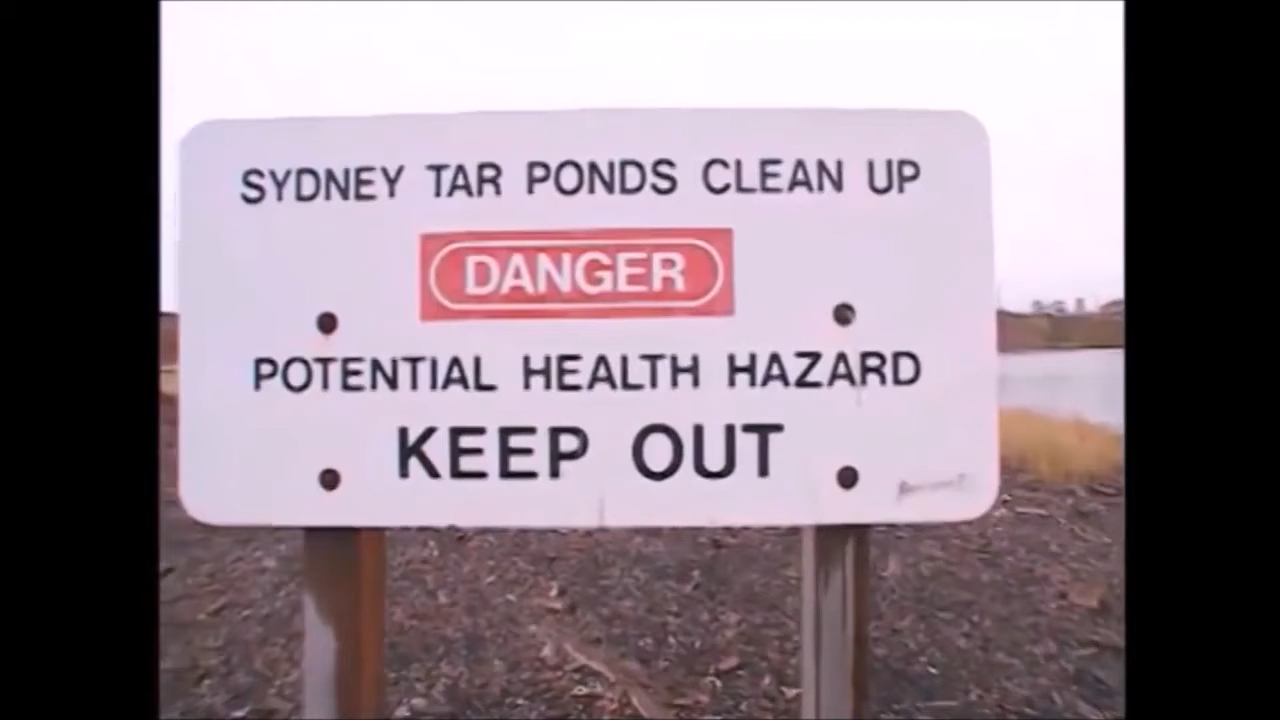 SYDNEY TAR PONDS CLEAN UP
DANGER
POTENTIAL HEALTH HAZARD
KEEP OUT